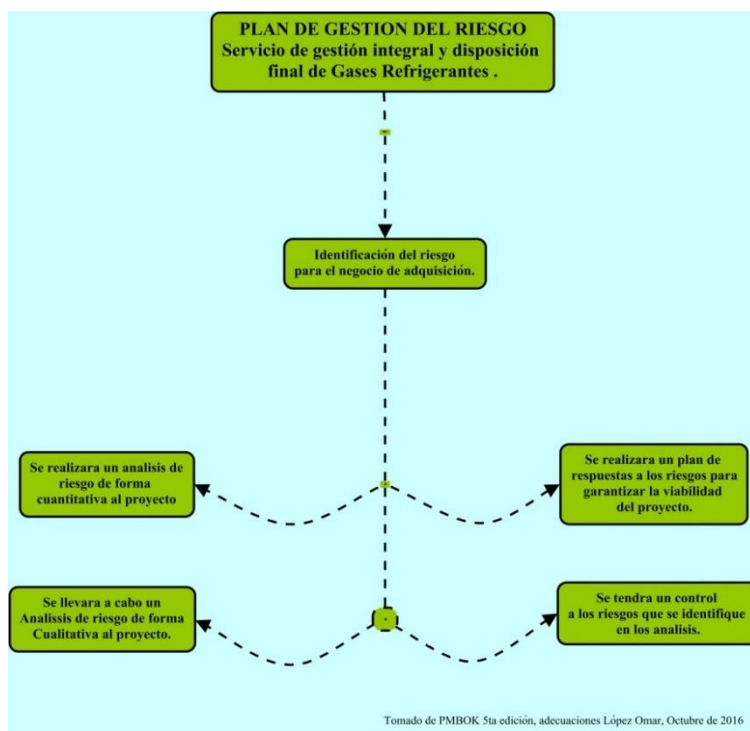 PLAN DE GESTION DEL RIESGO
Servicio de gestión integral y disposición
final de Gases Refrigerantes .
Identificación del riesgo
para el negocio de adquisición.
Se realizara un analisis de
riesgo de forma
cuantitativa al proyecto
Se realizara un plan de
respuestas a los riesgos para
garantizar la viabilidad
del proyecto.
Se llevara a cabo un
Analissis de riesgo de forma
Cualitativa al proyecto.
Se tendra un control
a los riesgos que se identifique
en los analisis.
Tomado de PMBOK 5ta edición, adecuaciones López Omar, Octubre de 2016